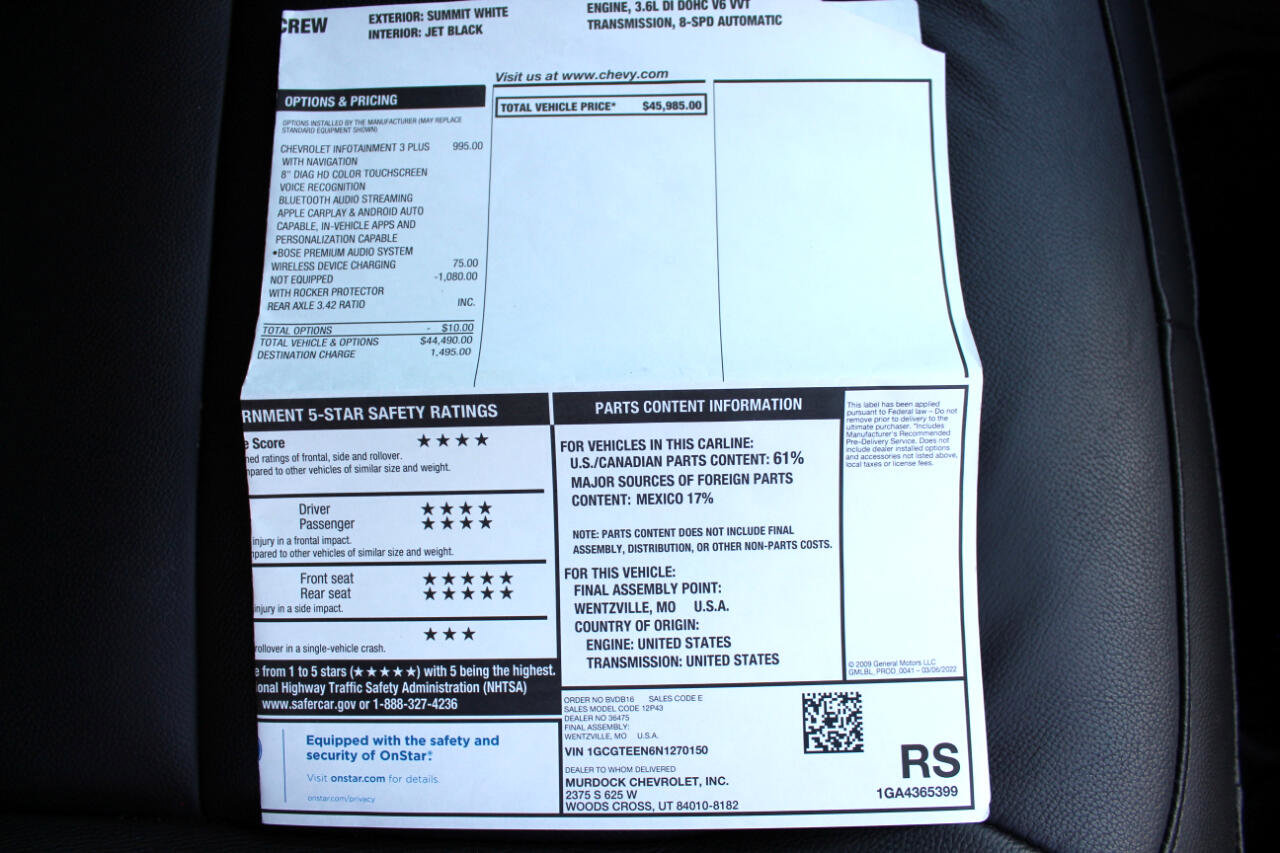 CREW
EXTERIOR: SUMMIT WHITE
INTERIOR: JET BLACK
ENGINE, 3.6L DI DOHC V6 VVT
TRANSMISSION, 8-SPD AUTOMATIC
Visit us at www.chevy.com
OPTIONS & PRICING
OPTIONS INSTALLED BY THE MANUFACTURER (MAY REPLACE
STANDARD EQUIPMENT SHOWN)
CHEVROLET INFOTAINMENT 3 PLUS 995.00
WITH NAVIGATION
8" DIAG HD COLOR TOUCHSCREEN
VOICE RECOGNITION
BLUETOOTH AUDIO STREAMING
APPLE CARPLAY & ANDROID AUTO
CAPABLE, IN-VEHICLE APPS AND
PERSONALIZATION CAPABLE
•BOSE PREMIUM AUDIO SYSTEM
WIRELESS DEVICE CHARGING 75.00
NOT EQUIPPED -1,080.00
WITH ROCKER PROTECTOR
REAR AXLE 3.42 RATIO INC.
TOTAL OPTIONS - $10.00
TOTAL VEHICLE & OPTIONS $44,490.00
DESTINATION CHARGE 1,495.00
TOTAL VEHICLE PRICE* $45,985.00
RNMENT 5-STAR SAFETY RATINGS
e Score ★★★★
ned ratings of frontal, side and rollover.
pared to other vehicles of similar size and weight.
Driver ★★★★
Passenger ★★★★
injury in a frontal impact.
pared to other vehicles of similar size and weight.
Front seat ★★★★★
Rear seat ★★★★★
injury in a side impact.
★★★
rollover in a single-vehicle crash.
e from 1 to 5 stars (★★★★★) with 5 being the highest.
ional Highway Traffic Safety Administration (NHTSA)
www.safercar.gov or 1-888-327-4236
Equipped with the safety and
security of OnStar.
Visit onstar.com for details.
onstar.com/privacy
PARTS CONTENT INFORMATION
FOR VEHICLES IN THIS CARLINE:
U.S./CANADIAN PARTS CONTENT: 61%
MAJOR SOURCES OF FOREIGN PARTS
CONTENT: MEXICO 17%
NOTE: PARTS CONTENT DOES NOT INCLUDE FINAL
ASSEMBLY, DISTRIBUTION, OR OTHER NON-PARTS COSTS.
FOR THIS VEHICLE:
FINAL ASSEMBLY POINT:
WENTZVILLE, MO U.S.A.
COUNTRY OF ORIGIN:
ENGINE: UNITED STATES
TRANSMISSION: UNITED STATES
This label has been applied
pursuant to Federal law – Do not
remove prior to delivery to the
ultimate purchaser. *Includes
Manufacturer's Recommended
Pre-Delivery Service. Does not
include dealer installed options
and accessories not listed above,
local taxes or license fees.
© 2009 General Motors LLC
GMLBL_PROD_0041 – 03/06/2022
ORDER NO BVDB16 SALES CODE E
SALES MODEL CODE 12P43
DEALER NO 36475
FINAL ASSEMBLY:
WENTZVILLE, MO U.S.A.
VIN 1GCGTEEN6N1270150
DEALER TO WHOM DELIVERED
MURDOCK CHEVROLET, INC.
2375 S 625 W
WOODS CROSS, UT 84010-8182
RS
1GA4365399